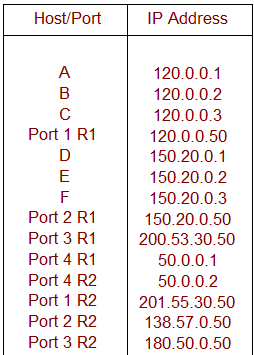 Host/Port IP Address
A 120.0.0.1
B 120.0.0.2
C 120.0.0.3
Port 1 R1 120.0.0.50
D 150.20.0.1
E 150.20.0.2
F 150.20.0.3
Port 2 R1 150.20.0.50
Port 3 R1 200.53.30.50
Port 4 R1 50.0.0.1
Port 4 R2 50.0.0.2
Port 1 R2 201.55.30.50
Port 2 R2 138.57.0.50
Port 3 R2 180.50.0.50